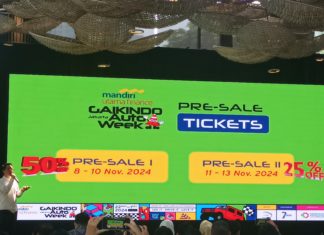 mandiri
utama finance
GAIKINDO
Jakarta Auto
Week
PRE-SALE
TICKETS
50%
PRE-SALE I
8 - 10 Nov. 2024
PRE-SALE II
11 - 13 Nov. 2024
25%
OFF
GAIKINDO
Auto
Week